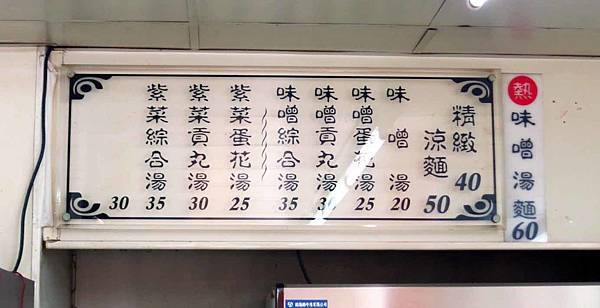 熱
味噌湯麵
60
精緻
涼麵
40
50
味噌湯 20
味噌蛋花湯 25
味噌貢丸湯 30
味噌綜合湯 35
紫菜蛋花湯 25
紫菜貢丸湯 30
紫菜綜合湯 35
30